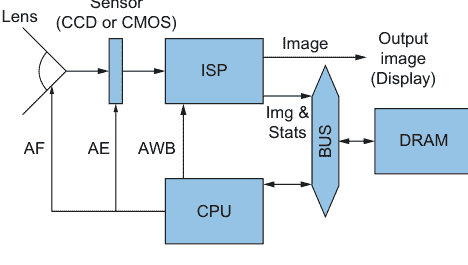 Lens
Sensor
(CCD or CMOS)
ISP
Image
Output
image
(Display)
Img &
Stats
BUS
DRAM
AF
AE
AWB
CPU